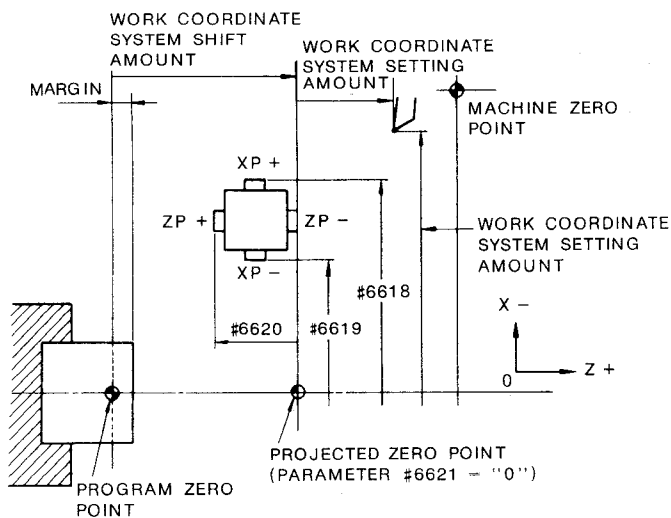 WORK COORDINATE
SYSTEM SHIFT
AMOUNT
WORK COORDINATE
SYSTEM SETTING
AMOUNT
MARGIN
MACHINE ZERO
POINT
XP +
ZP +
ZP -
XP -
WORK COORDINATE
SYSTEM SETTING
AMOUNT
#6618
#6620
#6619
X -
0
Z +
PROJECTED ZERO POINT
(PARAMETER #6621 - "0")
PROGRAM ZERO
POINT